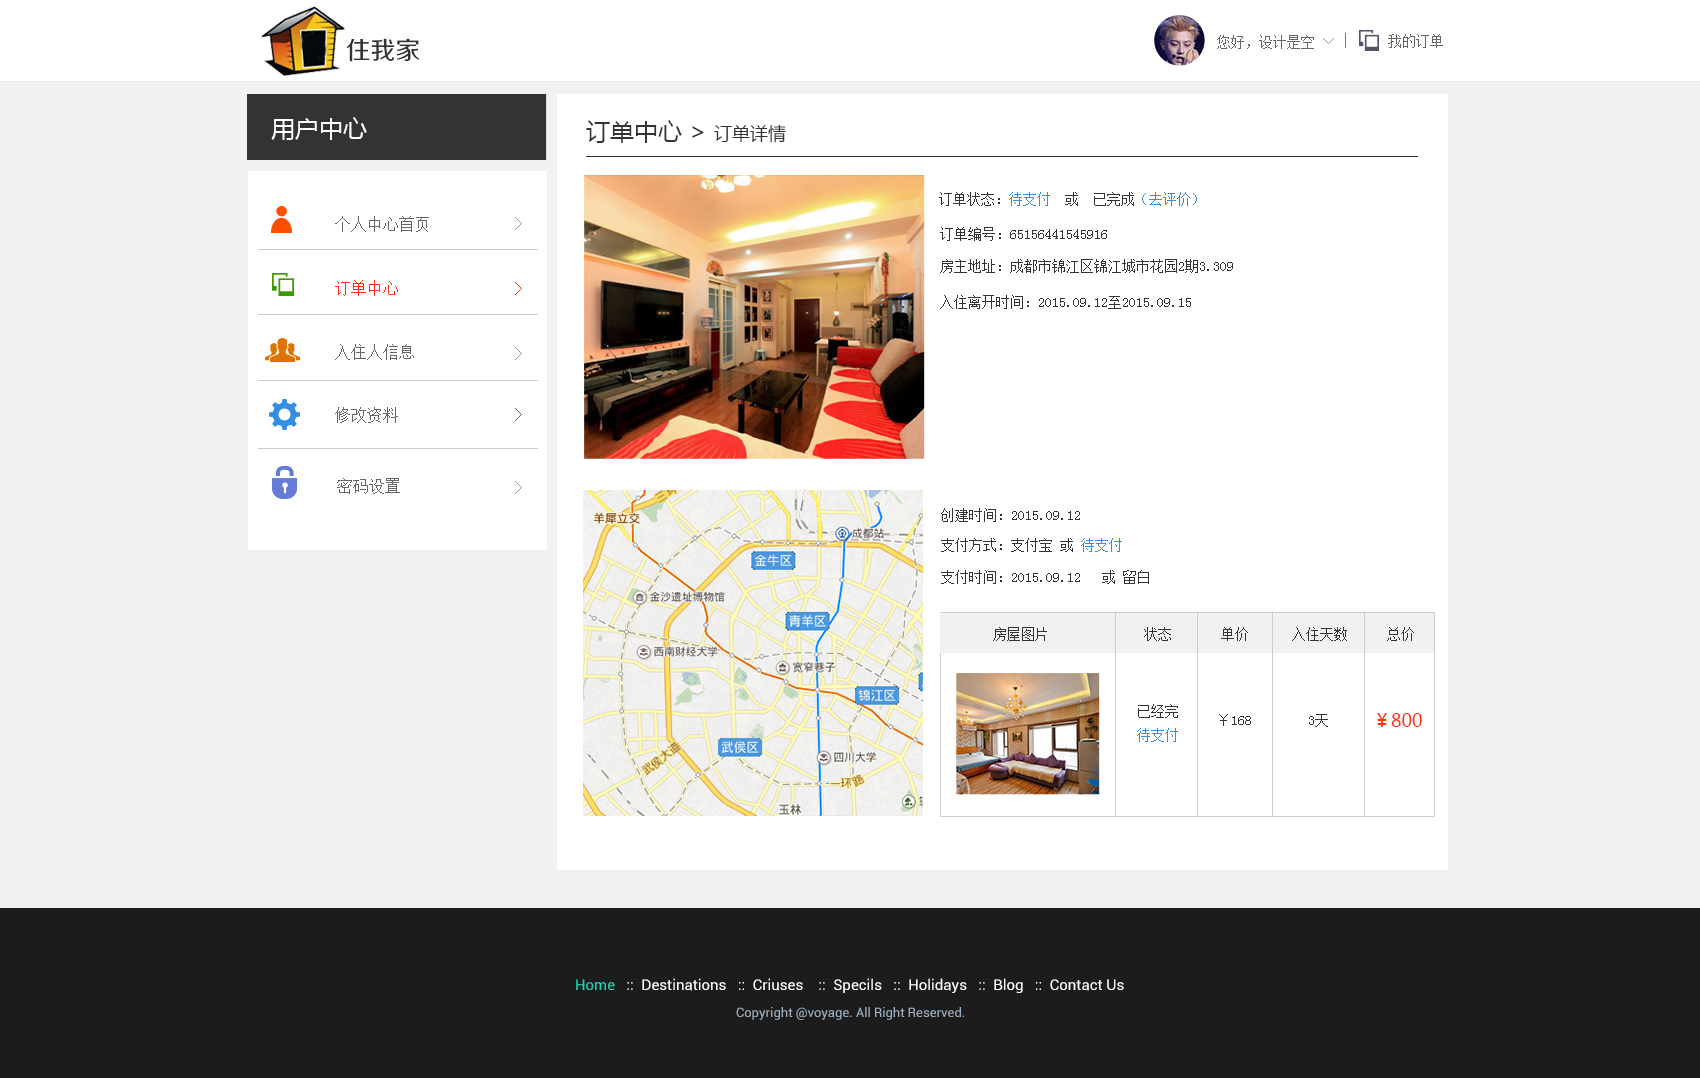 住我家
您好，设计是空
我的订单
用户中心
个人中心首页
订单中心
入住人信息
修改资料
密码设置
订单中心 > 订单详情
订单状态：待支付 或 已完成（去评价）
订单编号：65156441545916
房主地址：成都市锦江区锦江城市花园2期3.309
入住离开时间：2015.09.12至2015.09.15
羊犀立交
成都站
金牛区
金沙遗址博物馆
青羊区
西南财经大学
宽窄巷子
锦江区
武侯区
武侯大道
四川大学
一环路
玉林
创建时间：2015.09.12
支付方式：支付宝 或 待支付
支付时间：2015.09.12 或 留白
房屋图片 状态 单价 入住天数 总价
已经完
待支付
￥168
3天
￥800
Home :: Destinations :: Criuses :: Specils :: Holidays :: Blog :: Contact Us
Copyright @voyage. All Right Reserved.